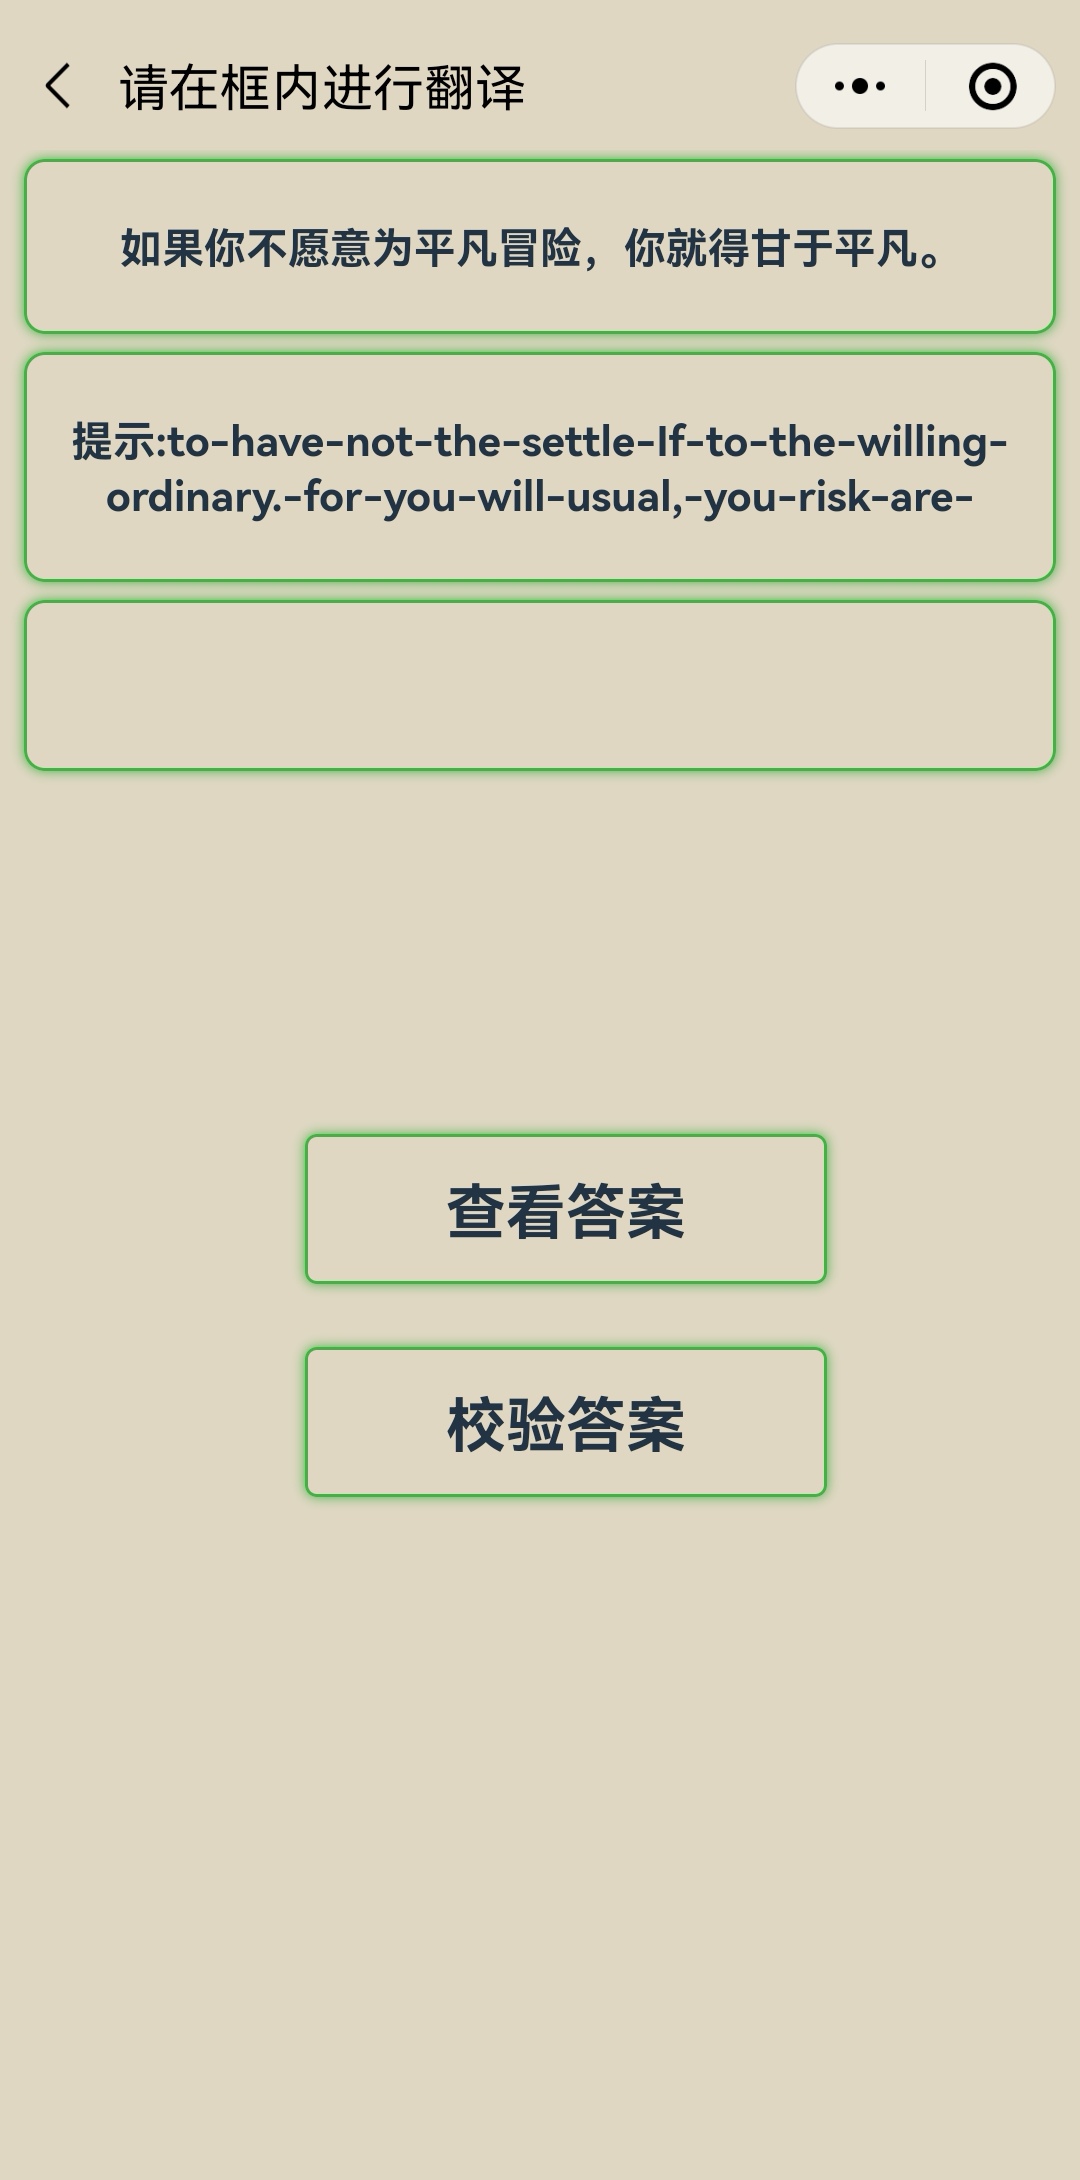 请在框内进行翻译
如果你不愿意为平凡冒险，你就得甘于平凡。
提示:to-have-not-the-settle-If-to-the-willing-
ordinary.-for-you-will-usual,-you-risk-are-
查看答案
校验答案